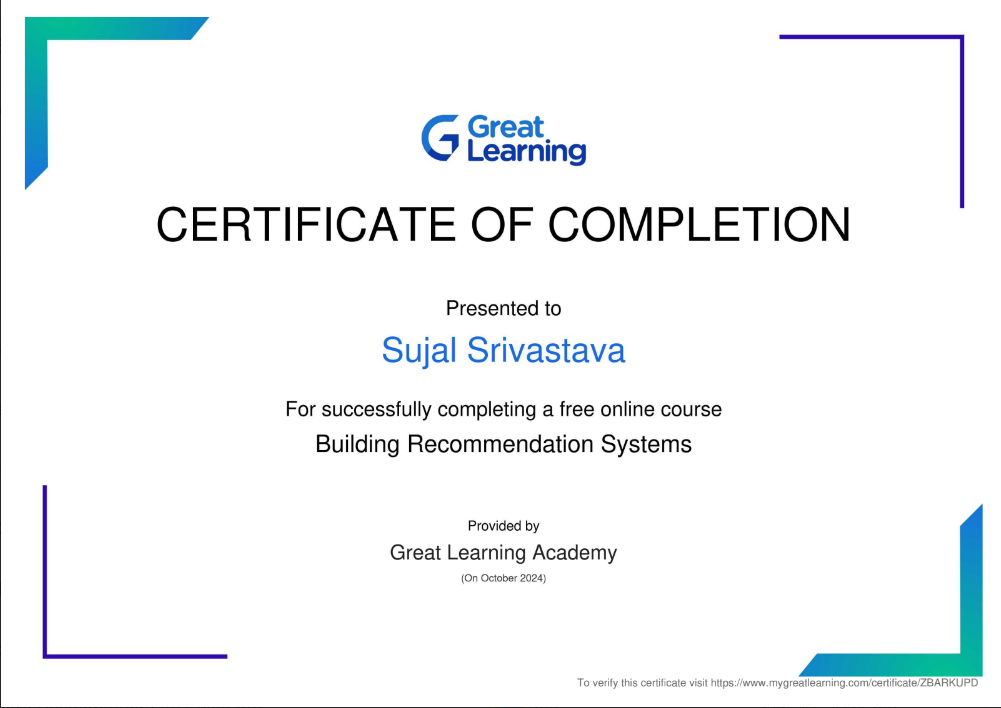 Great
Learning
CERTIFICATE OF COMPLETION
Presented to
Sujal Srivastava
For successfully completing a free online course
Building Recommendation Systems
Provided by
Great Learning Academy
(On October 2024)
To verify this certificate visit https://www.mygreatlearning.com/certificate/ZBARKUPD